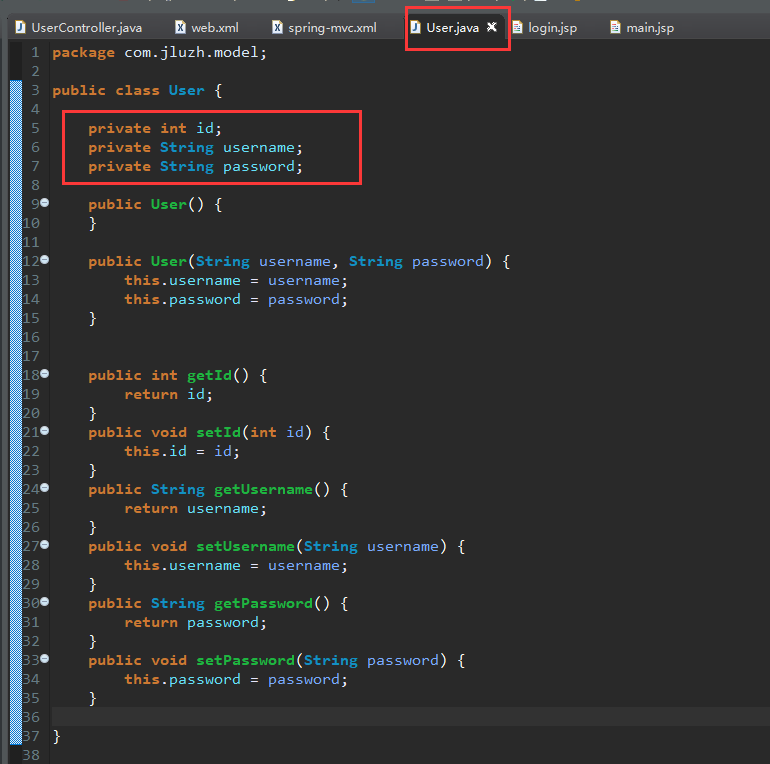 UserController.java web.xml spring-mvc.xml User.java login.jsp main.jsp
1 package com.jluzh.model;
2
3 public class User {
4
5 private int id;
6 private String username;
7 private String password;
8
9 public User() {
10 }
11
12 public User(String username, String password) {
13 this.username = username;
14 this.password = password;
15 }
16
17
18 public int getId() {
19 return id;
20 }
21 public void setId(int id) {
22 this.id = id;
23 }
24 public String getUsername() {
25 return username;
26 }
27 public void setUsername(String username) {
28 this.username = username;
29 }
30 public String getPassword() {
31 return password;
32 }
33 public void setPassword(String password) {
34 this.password = password;
35 }
36
37 }
38